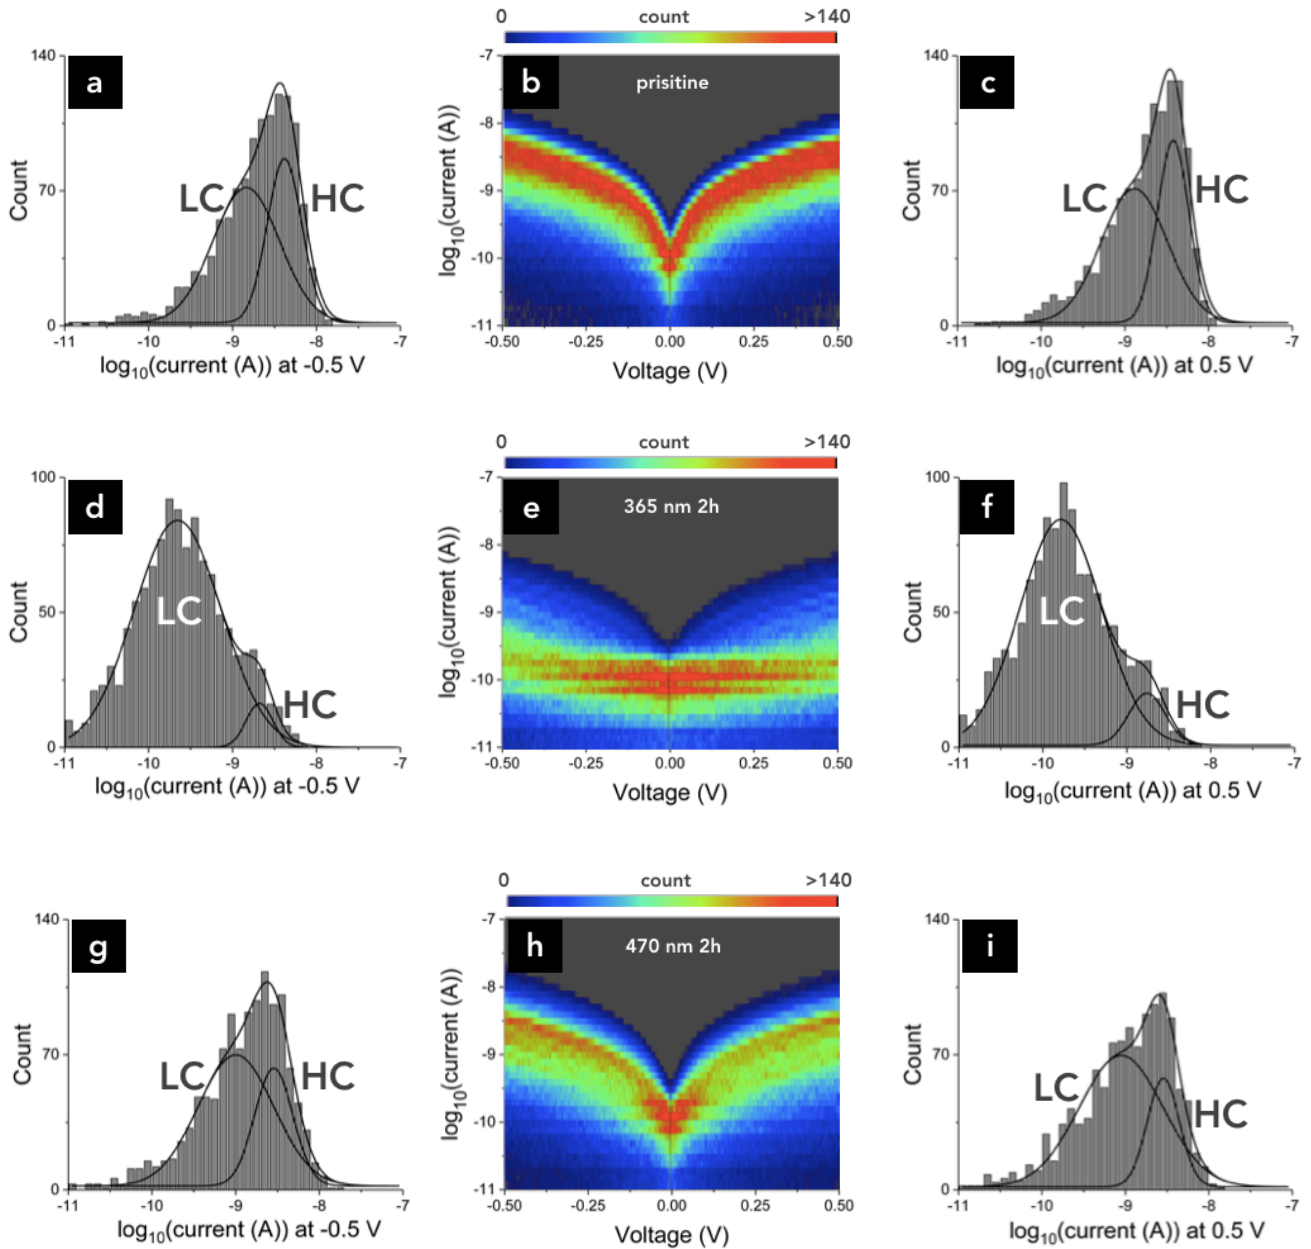 0 count >140
140 a 70 0 Count LC HC
-11 -10 -9 -8 -7
log10(current (A)) at -0.5 V
b prisitine
-7 -8 -9 -10 -11
log10(current (A))
-0.50 -0.25 0.00 0.25 0.50
Voltage (V)
140 c 70 0 Count LC HC
-11 -10 -9 -8 -7
log10(current (A)) at 0.5 V
0 count >140
100 d 50 0 Count LC HC
-11 -10 -9 -8 -7
log10(current (A)) at -0.5 V
e 365 nm 2h
-7 -8 -9 -10 -11
log10(current (A))
-0.50 -0.25 0.00 0.25 0.50
Voltage (V)
100 f 50 0 Count LC HC
-11 -10 -9 -8 -7
log10(current (A)) at 0.5 V
0 count >140
140 g 70 0 Count LC HC
-11 -10 -9 -8 -7
log10(current (A)) at -0.5 V
h 470 nm 2h
-7 -8 -9 -10 -11
log10(current (A))
-0.50 -0.25 0.00 0.25 0.50
Voltage (V)
140 i 70 0 Count LC HC
-11 -10 -9 -8 -7
log10(current (A)) at 0.5 V